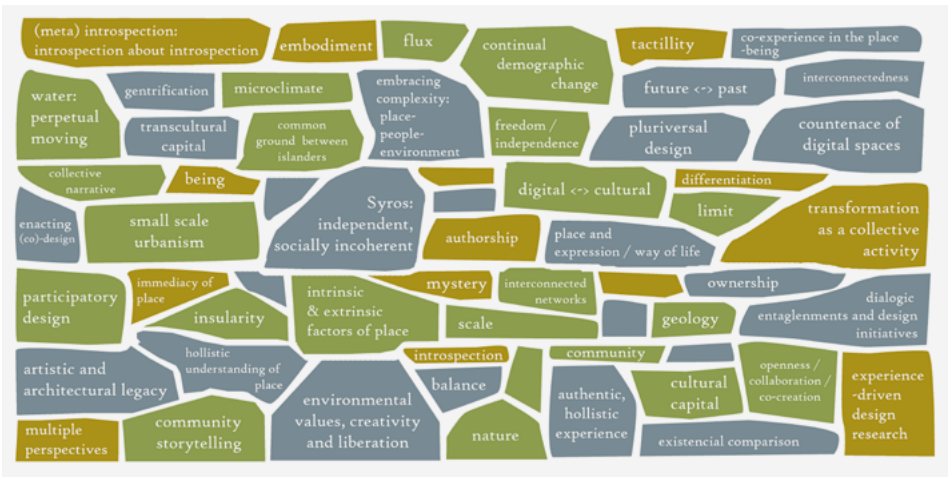 (meta) introspection:
introspection about introspection
embodiment
flux
continual
demographic
change
tactillity
co-experience in the place
-being
water:
perpetual
moving
gentrification
microclimate
embracing
complexity:
place-
people-
environment
future <-> past
interconnectedness
transcultural
capital
common
ground between
islanders
freedom /
independence
pluriversal
design
countenace of
digital spaces
collective
narrative
being
Syros:
independent,
socially incoherent
digital <-> cultural
differentiation
enacting
(co)-design
small scale
urbanism
authorship
place and
expression / way of life
limit
transformation
as a collective
activity
participatory
design
immediacy of
place
insularity
intrinsic
& extrinsic
factors of place
mystery
interconnected
networks
scale
geology
ownership
dialogic
entaglenments and design
initiatives
artistic and
architectural legacy
hollistic
understanding of
place
environmental
values, creativity
and liberation
introspection
balance
community
authentic,
hollistic
experience
cultural
capital
openness /
collaboration /
co-creation
experience
-driven
design
research
multiple
perspectives
community
storytelling
nature
existencial comparison